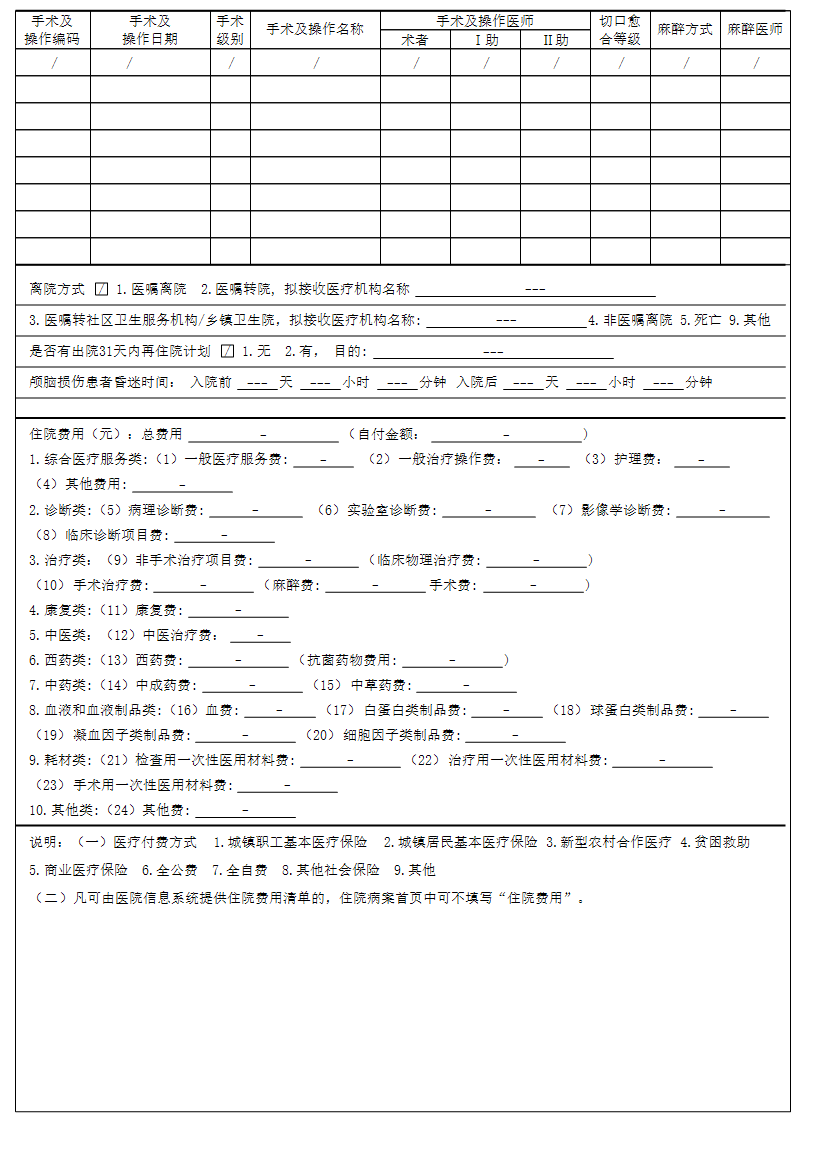 手术及操作编码 手术及操作日期 手术级别 手术及操作名称 手术及操作医师 切口愈合等级 麻醉方式 麻醉医师
术者 I助 II助
/ / / / / / / / / /
离院方式 / 1.医嘱离院 2.医嘱转院, 拟接收医疗机构名称 ---
3.医嘱转社区卫生服务机构/乡镇卫生院, 拟接收医疗机构名称: --- 4.非医嘱离院 5.死亡 9.其他
是否有出院31天内再住院计划 / 1.无 2.有, 目的: ---
颅脑损伤患者昏迷时间: 入院前 --- 天 --- 小时 --- 分钟 入院后 --- 天 --- 小时 --- 分钟
住院费用(元): 总费用 - (自付金额: - )
1.综合医疗服务类:(1)一般医疗服务费: - (2)一般治疗操作费: - (3)护理费: -
(4)其他费用: -
2.诊断类:(5)病理诊断费: - (6)实验室诊断费: - (7)影像学诊断费: -
(8)临床诊断项目费: -
3.治疗类:(9)非手术治疗项目费: - (临床物理治疗费: - )
(10)手术治疗费: - (麻醉费: - 手术费: - )
4.康复类:(11)康复费: -
5.中医类:(12)中医治疗费: -
6.西药类:(13)西药费: - (抗菌药物费用: - )
7.中药类:(14)中成药费: - (15)中草药费: -
8.血液和血液制品类:(16)血费: - (17)白蛋白类制品费: - (18)球蛋白类制品费: -
(19)凝血因子类制品费: - (20)细胞因子类制品费: -
9.耗材类:(21)检查用一次性医用材料费: - (22)治疗用一次性医用材料费: -
(23)手术用一次性医用材料费: -
10.其他类:(24)其他费: -
说明:(一)医疗付费方式 1.城镇职工基本医疗保险 2.城镇居民基本医疗保险 3.新型农村合作医疗 4.贫困救助
5.商业医疗保险 6.全公费 7.全自费 8.其他社会保险 9.其他
(二)凡可由医院信息系统提供住院费用清单的,住院病案首页中可不填写“住院费用”。